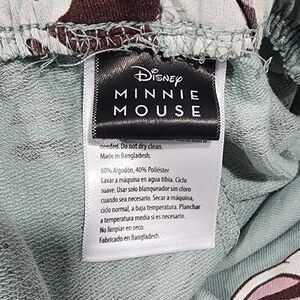 Disney
MINNIE
MOUSE
needed. Do not dry clean.
Made in Bangladesh.
60% Algodón, 40% Poliéster
Lavar à máquina en agua tibia. Ciclo
suave. Usar solo blanqueador sin cloro
cuando sea necesario. Secar a máquina,
ciclo normal, a baja temperatura. Planchar
a temperatura media si es necesario.
No limpiar en seco.
Fabricado en Bangladesh.